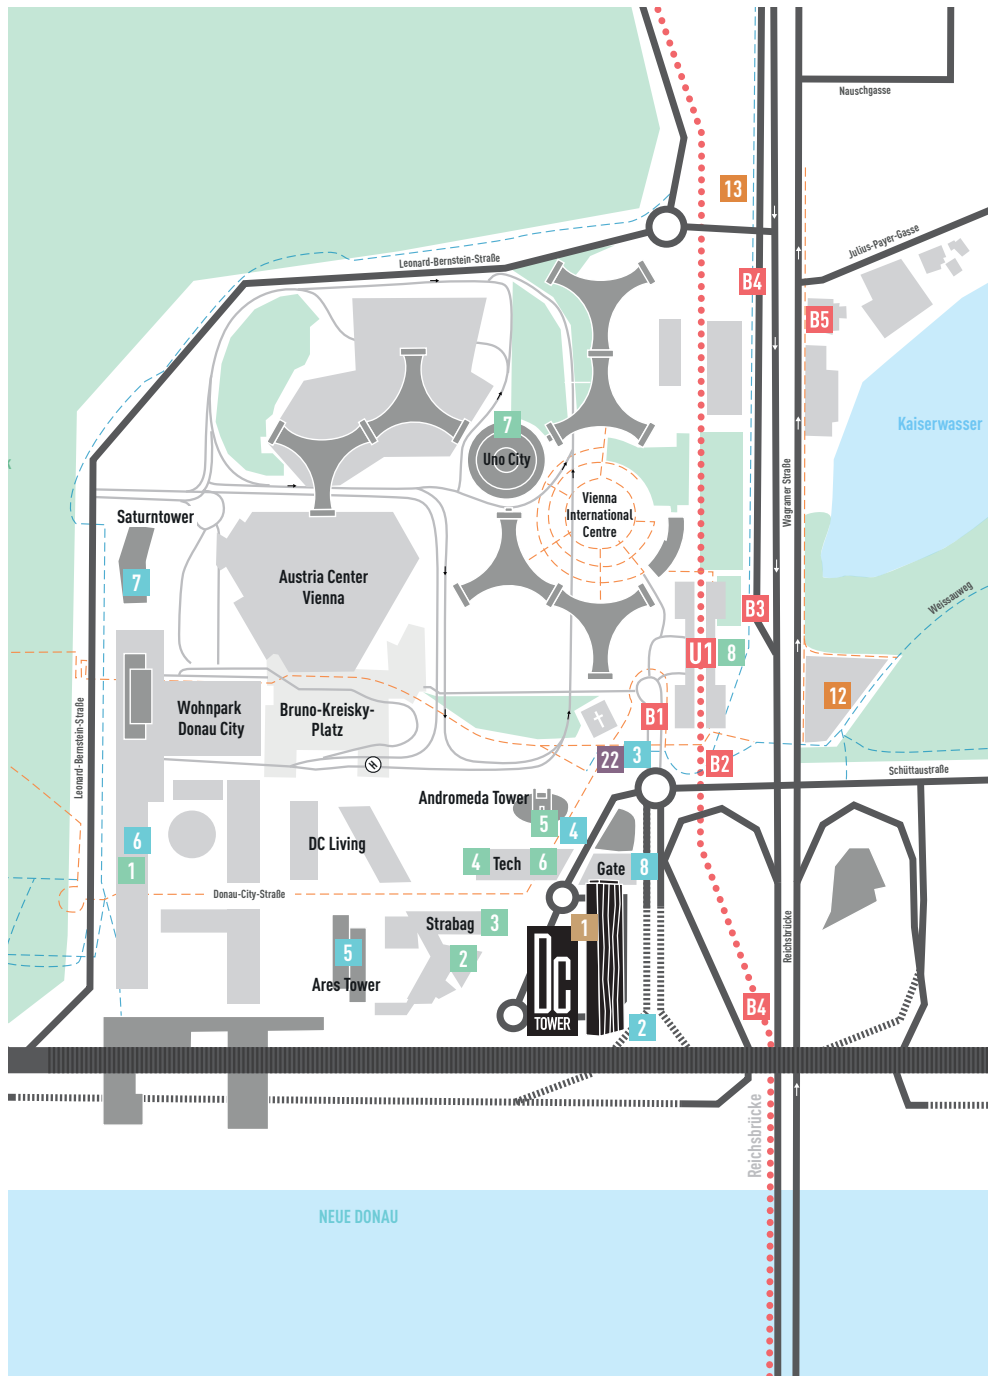 Nauschgasse
13
Julius-Payer-Gasse
Leonard-Bernstein-Straße
B4
B5
Kaiserwasser
7
Uno City
Wagramer Straße
Vienna
International
Centre
Saturntower
7
Austria Center
Vienna
Weissauweg
B3
U1
8
12
Leonard-Bernstein-Straße
Wohnpark
Donau City
Bruno-Kreisky-
Platz
B1
22
3
B2
Schüttaustraße
Andromeda Tower
5
4
6
1
DC Living
4
Tech
6
Gate
8
Donau-City-Straße
Strabag
3
1
Reichsbrücke
2
5
Ares Tower
DC
TOWER
B4
2
Reichsbrücke
NEUE DONAU